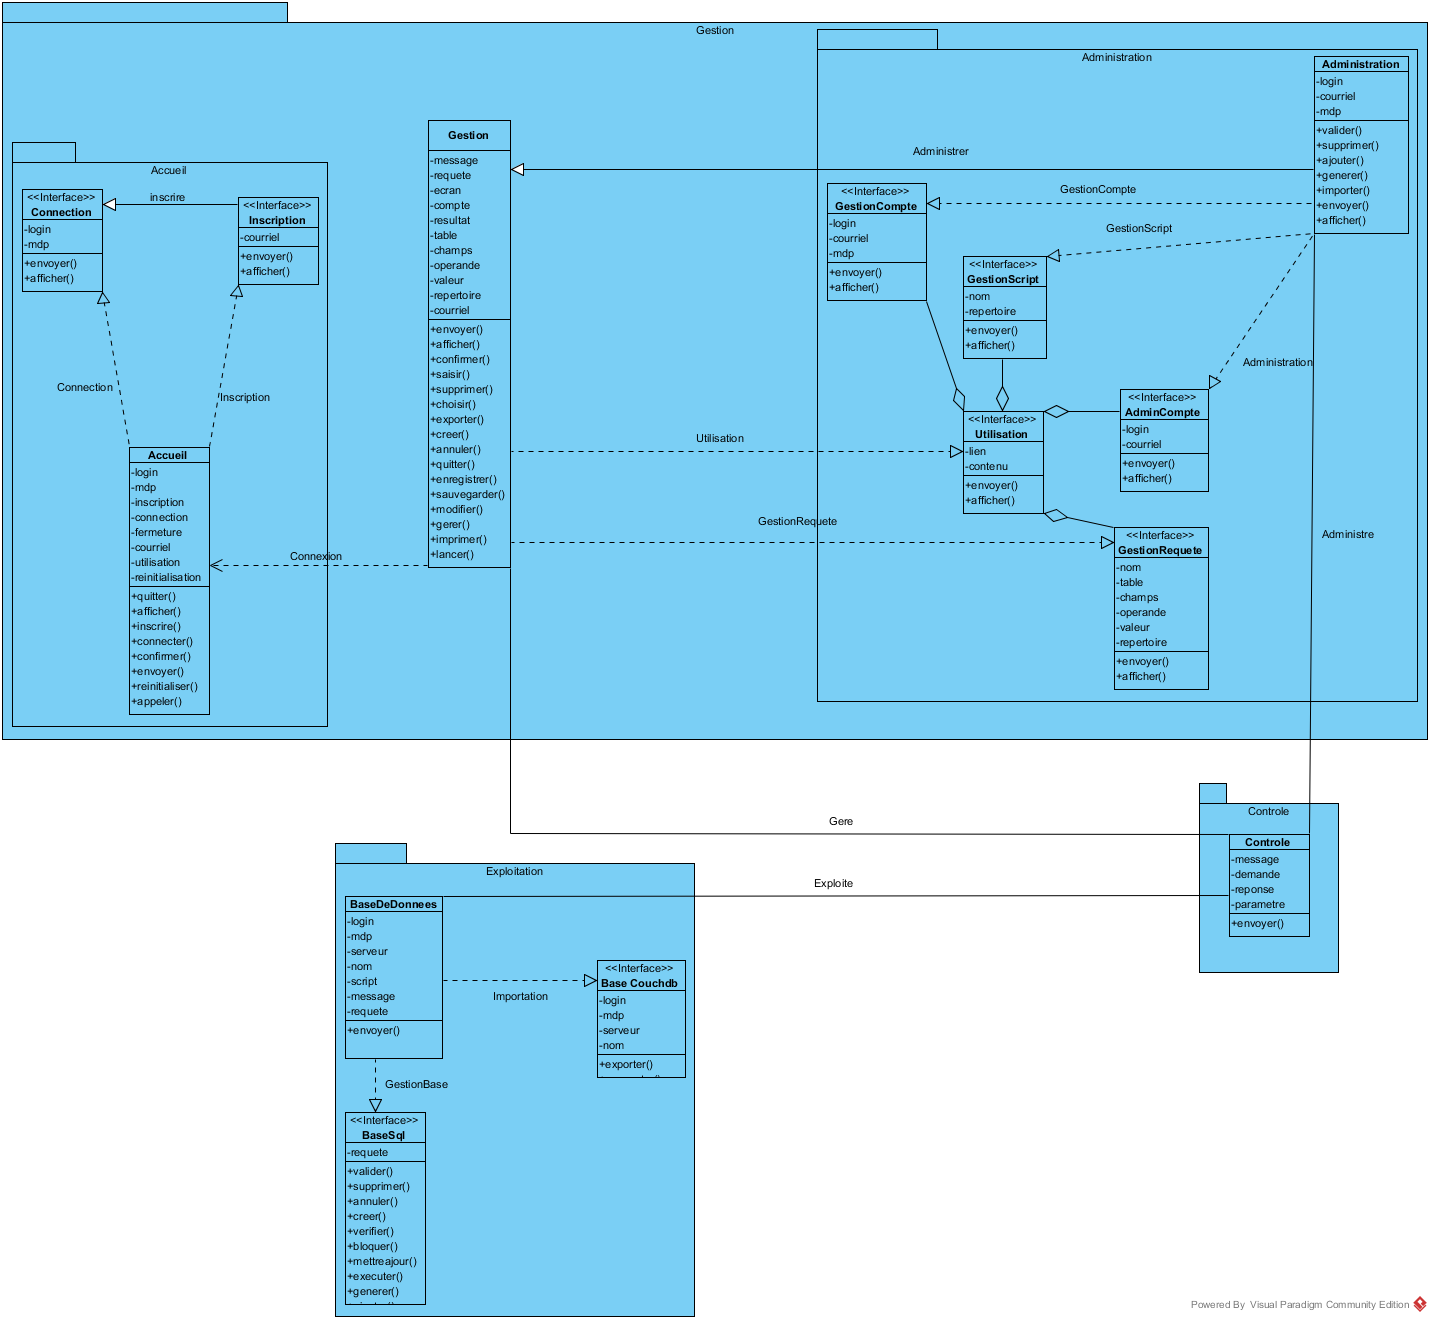 Gestion
Administration
Administration
-login
-courriel
-mdp
+valider()
+supprimer()
+ajouter()
+generer()
+importer()
+envoyer()
+afficher()
Gestion
-message
-requete
-ecran
-compte
-resultat
-table
-champs
-operande
-valeur
-repertoire
-courriel
+envoyer()
+afficher()
+confirmer()
+saisir()
+supprimer()
+choisir()
+exporter()
+creer()
+annuler()
+quitter()
+enregistrer()
+sauvegarder()
+modifier()
+gerer()
+imprimer()
+lancer()
Administrer
Accueil
<<Interface>>
Connection
-login
-mdp
+envoyer()
+afficher()
inscrire
<<Interface>>
Inscription
-courriel
+envoyer()
+afficher()
Connection
Inscription
Accueil
-login
-mdp
-inscription
-connection
-fermeture
-courriel
-utilisation
-reinitialisation
+quitter()
+afficher()
+inscrire()
+connecter()
+confirmer()
+envoyer()
+reinitialiser()
+appeler()
Connexion
<<Interface>>
GestionCompte
-login
-courriel
-mdp
+envoyer()
+afficher()
GestionCompte
GestionScript
<<Interface>>
GestionScript
-nom
-repertoire
+envoyer()
+afficher()
Administration
<<Interface>>
AdminCompte
-login
-courriel
+envoyer()
+afficher()
Utilisation
<<Interface>>
Utilisation
-lien
-contenu
+envoyer()
+afficher()
GestionRequete
<<Interface>>
GestionRequete
-nom
-table
-champs
-operande
-valeur
-repertoire
+envoyer()
+afficher()
Administre
Gere
Controle
Controle
-message
-demande
-reponse
-parametre
+envoyer()
Exploite
Exploitation
BaseDeDonnees
-login
-mdp
-serveur
-nom
-script
-message
-requete
+envoyer()
Importation
<<Interface>>
Base Couchdb
-login
-mdp
-serveur
-nom
+exporter()
GestionBase
<<Interface>>
BaseSql
-requete
+valider()
+supprimer()
+annuler()
+creer()
+verifier()
+bloquer()
+mettreajour()
+executer()
+generer()
Powered By Visual Paradigm Community Edition